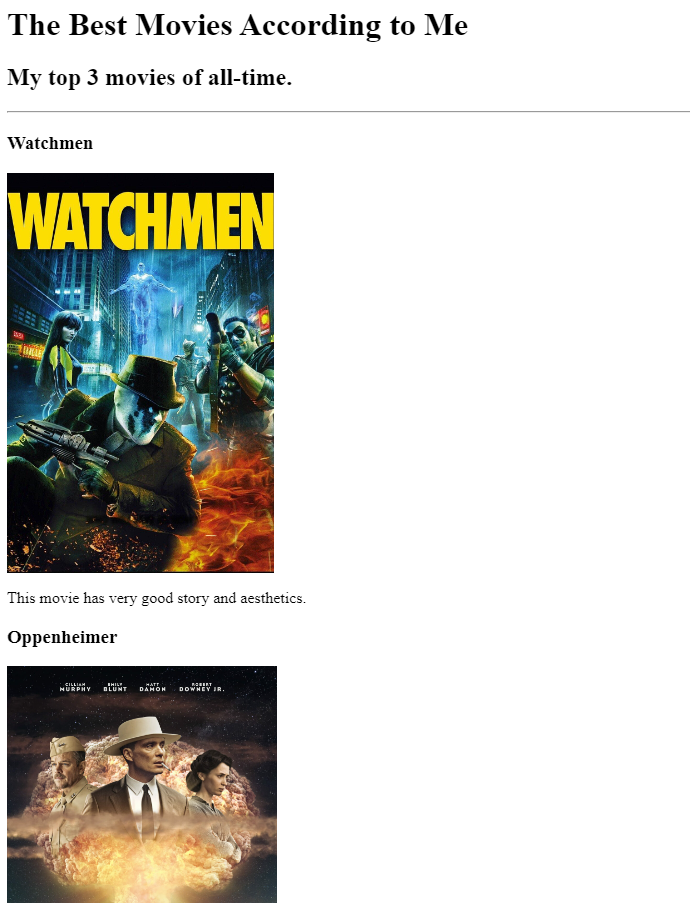 The Best Movies According to Me
My top 3 movies of all-time.
Watchmen
WATCHMEN
This movie has very good story and aesthetics.
Oppenheimer
CILLIAN MURPHY EMILY BLUNT MATT DAMON ROBERT DOWNEY JR.